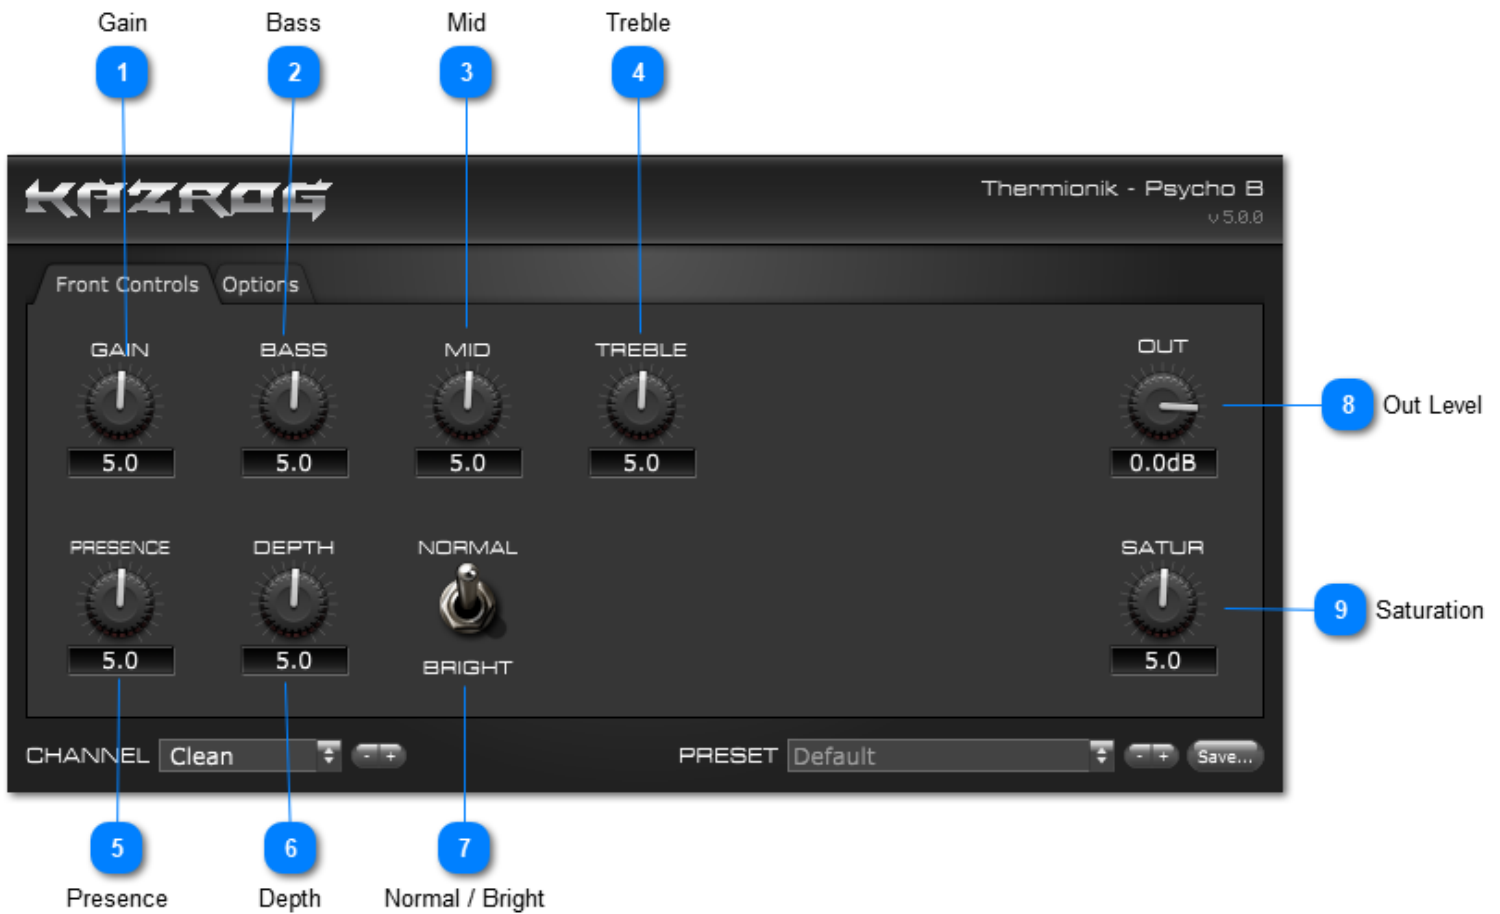 Gain Bass Mid Treble
1 2 3 4
KAZROG
Thermionik - Psycho B
v 5.0.0
Front Controls Options
GAIN BASS MID TREBLE OUT
8 Out Level
5.0 5.0 5.0 5.0 0.0dB
PRESENCE DEPTH NORMAL SATUR
9 Saturation
5.0 5.0 BRIGHT 5.0
CHANNEL Clean - + PRESET Default - + Save...
5 6 7
Presence Depth Normal / Bright